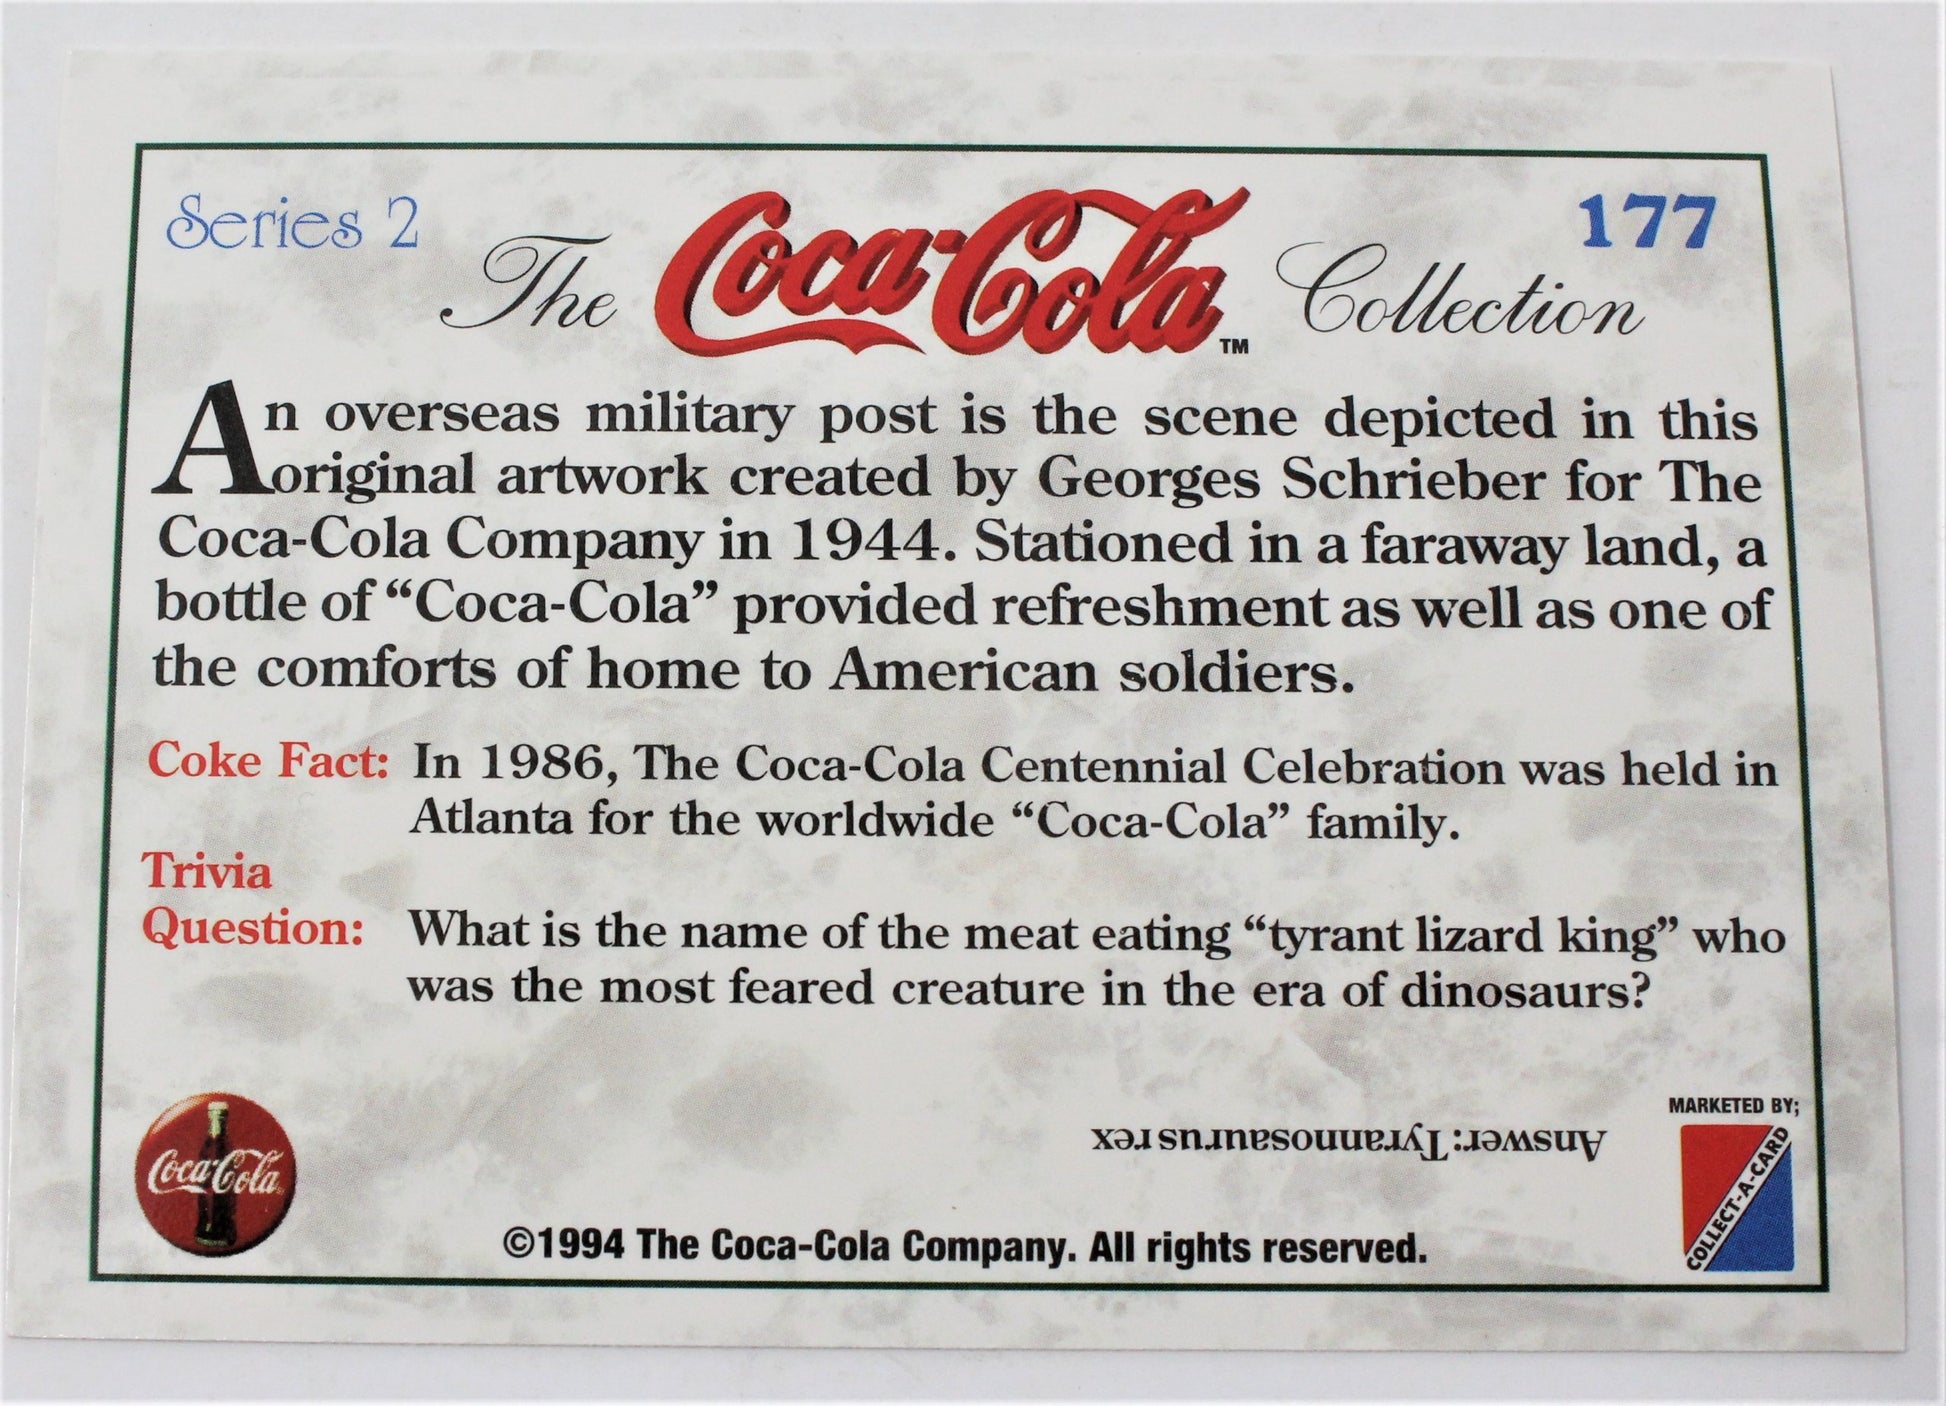 Series 2
177
The Coca-Cola™ Collection
An overseas military post is the scene depicted in this
original artwork created by Georges Schrieber for The
Coca-Cola Company in 1944. Stationed in a faraway land, a
bottle of “Coca-Cola” provided refreshment as well as one of
the comforts of home to American soldiers.
Coke Fact: In 1986, The Coca-Cola Centennial Celebration was held in
Atlanta for the worldwide “Coca-Cola” family.
Trivia
Question: What is the name of the meat eating “tyrant lizard king” who
was the most feared creature in the era of dinosaurs?
MARKETED BY;
Answer: Tyrannosaurus rex
COLLECT-A-CARD
Coca-Cola
©1994 The Coca-Cola Company. All rights reserved.